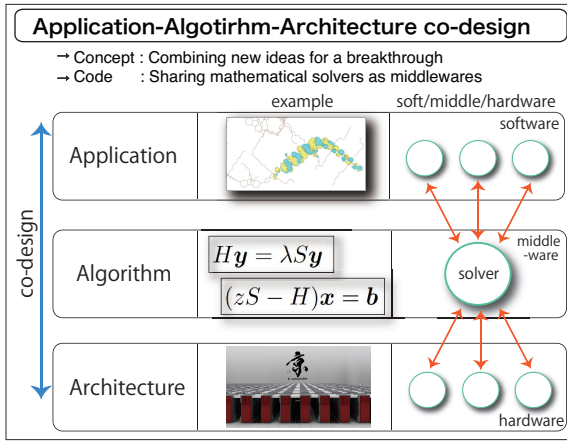 Application-Algotirhm-Architecture co-design
→ Concept : Combining new ideas for a breakthrough
→ Code : Sharing mathematical solvers as middlewares
example
soft/middle/hardware
software
Application
co-design
Algorithm
Hy = λSy
(zS − H)x = b
solver
middle
-ware
Architecture
京
hardware